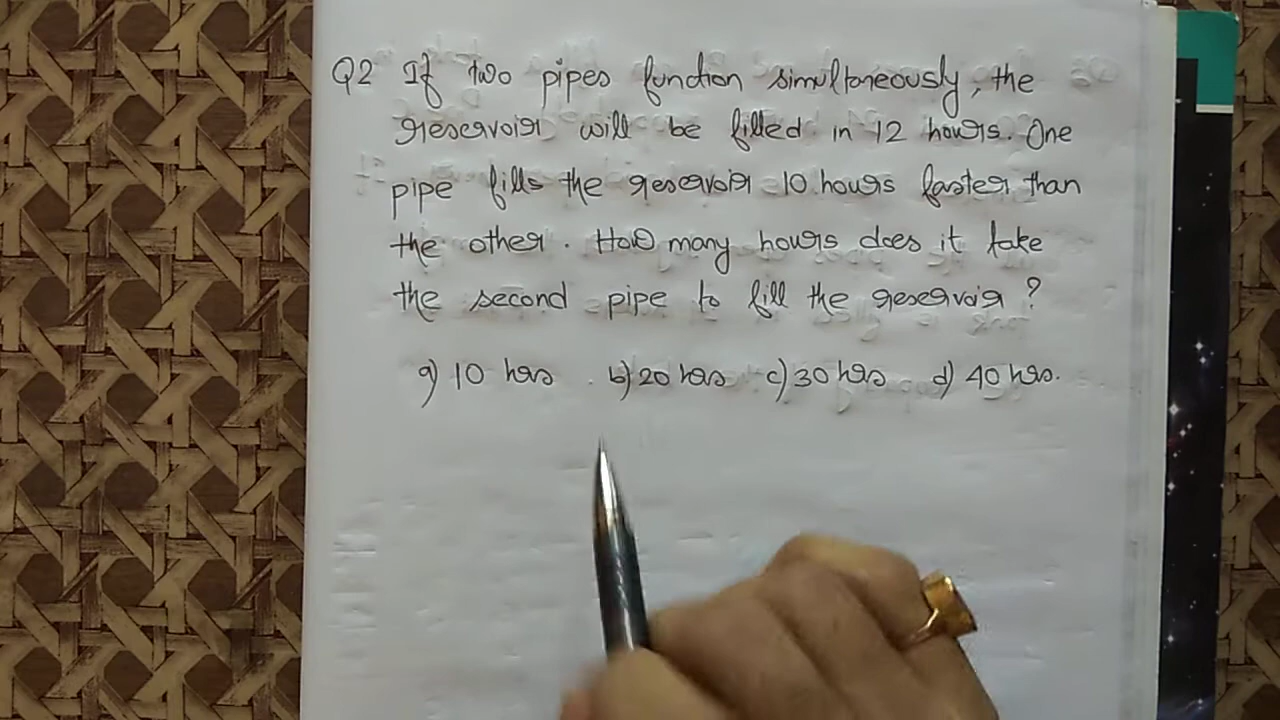 Q2 If two pipes function simultaneously, the
reservoir will be filled in 12 hours. One
pipe fills the reservoir 10 hours faster than
the other. How many hours does it take
the second pipe to fill the reservoir?
a) 10 hrs b) 20 hrs c) 30 hrs d) 40 hrs.